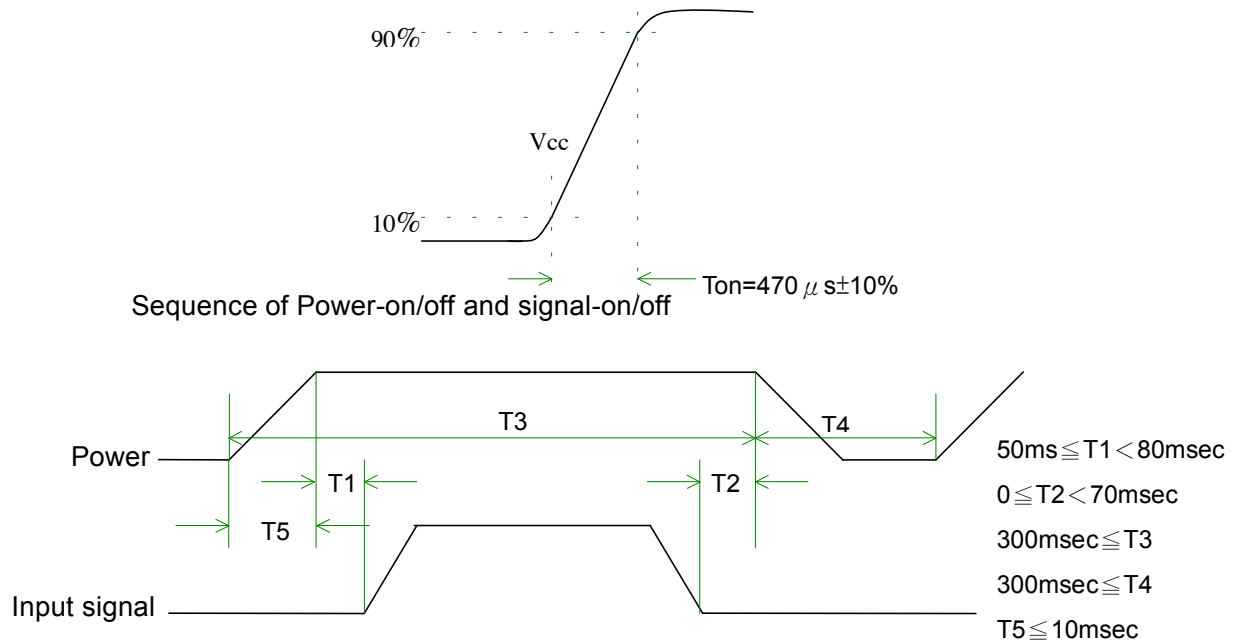 90%
Vcc
10%
Ton=470 μ s±10%
Sequence of Power-on/off and signal-on/off
T3
T4
Power
50ms≦T1<80msec
T1
T2
0≦T2<70msec
T5
300msec≦T3
300msec≦T4
Input signal
T5≦10msec